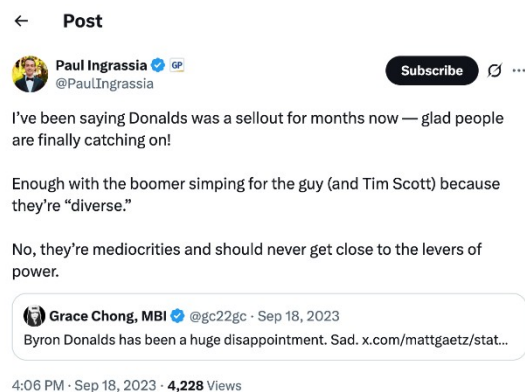 Post
Paul Ingrassia GP
@PaulIngrassia
Subscribe
I've been saying Donalds was a sellout for months now — glad people
are finally catching on!
Enough with the boomer simping for the guy (and Tim Scott) because
they're “diverse.”
No, they're mediocrities and should never get close to the levers of
power.
Grace Chong, MBI @gc22gc · Sep 18, 2023
Byron Donalds has been a huge disappointment. Sad. x.com/mattgaetz/stat...
4:06 PM · Sep 18, 2023 · 4,228 Views